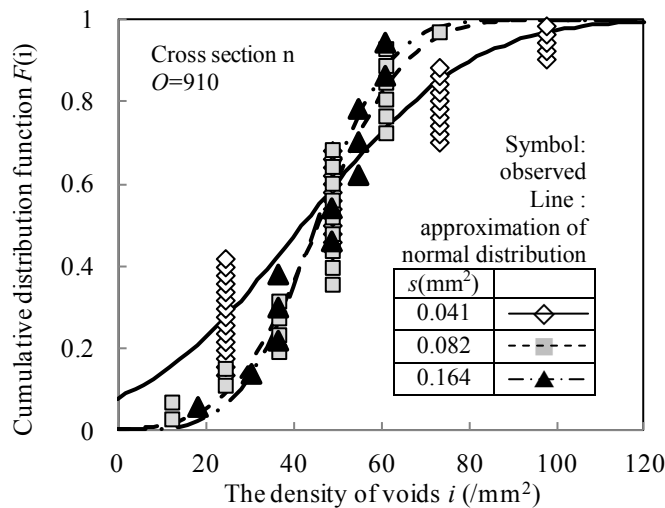 Cumulative distribution function F(i)
1
0.8
0.6
0.4
0.2
0
Cross section n
O=910
Symbol:
observed
Line :
approximation of
normal distribution
s(mm²)
0.041
0.082
0.164
0 20 40 60 80 100 120
The density of voids i (/mm²)